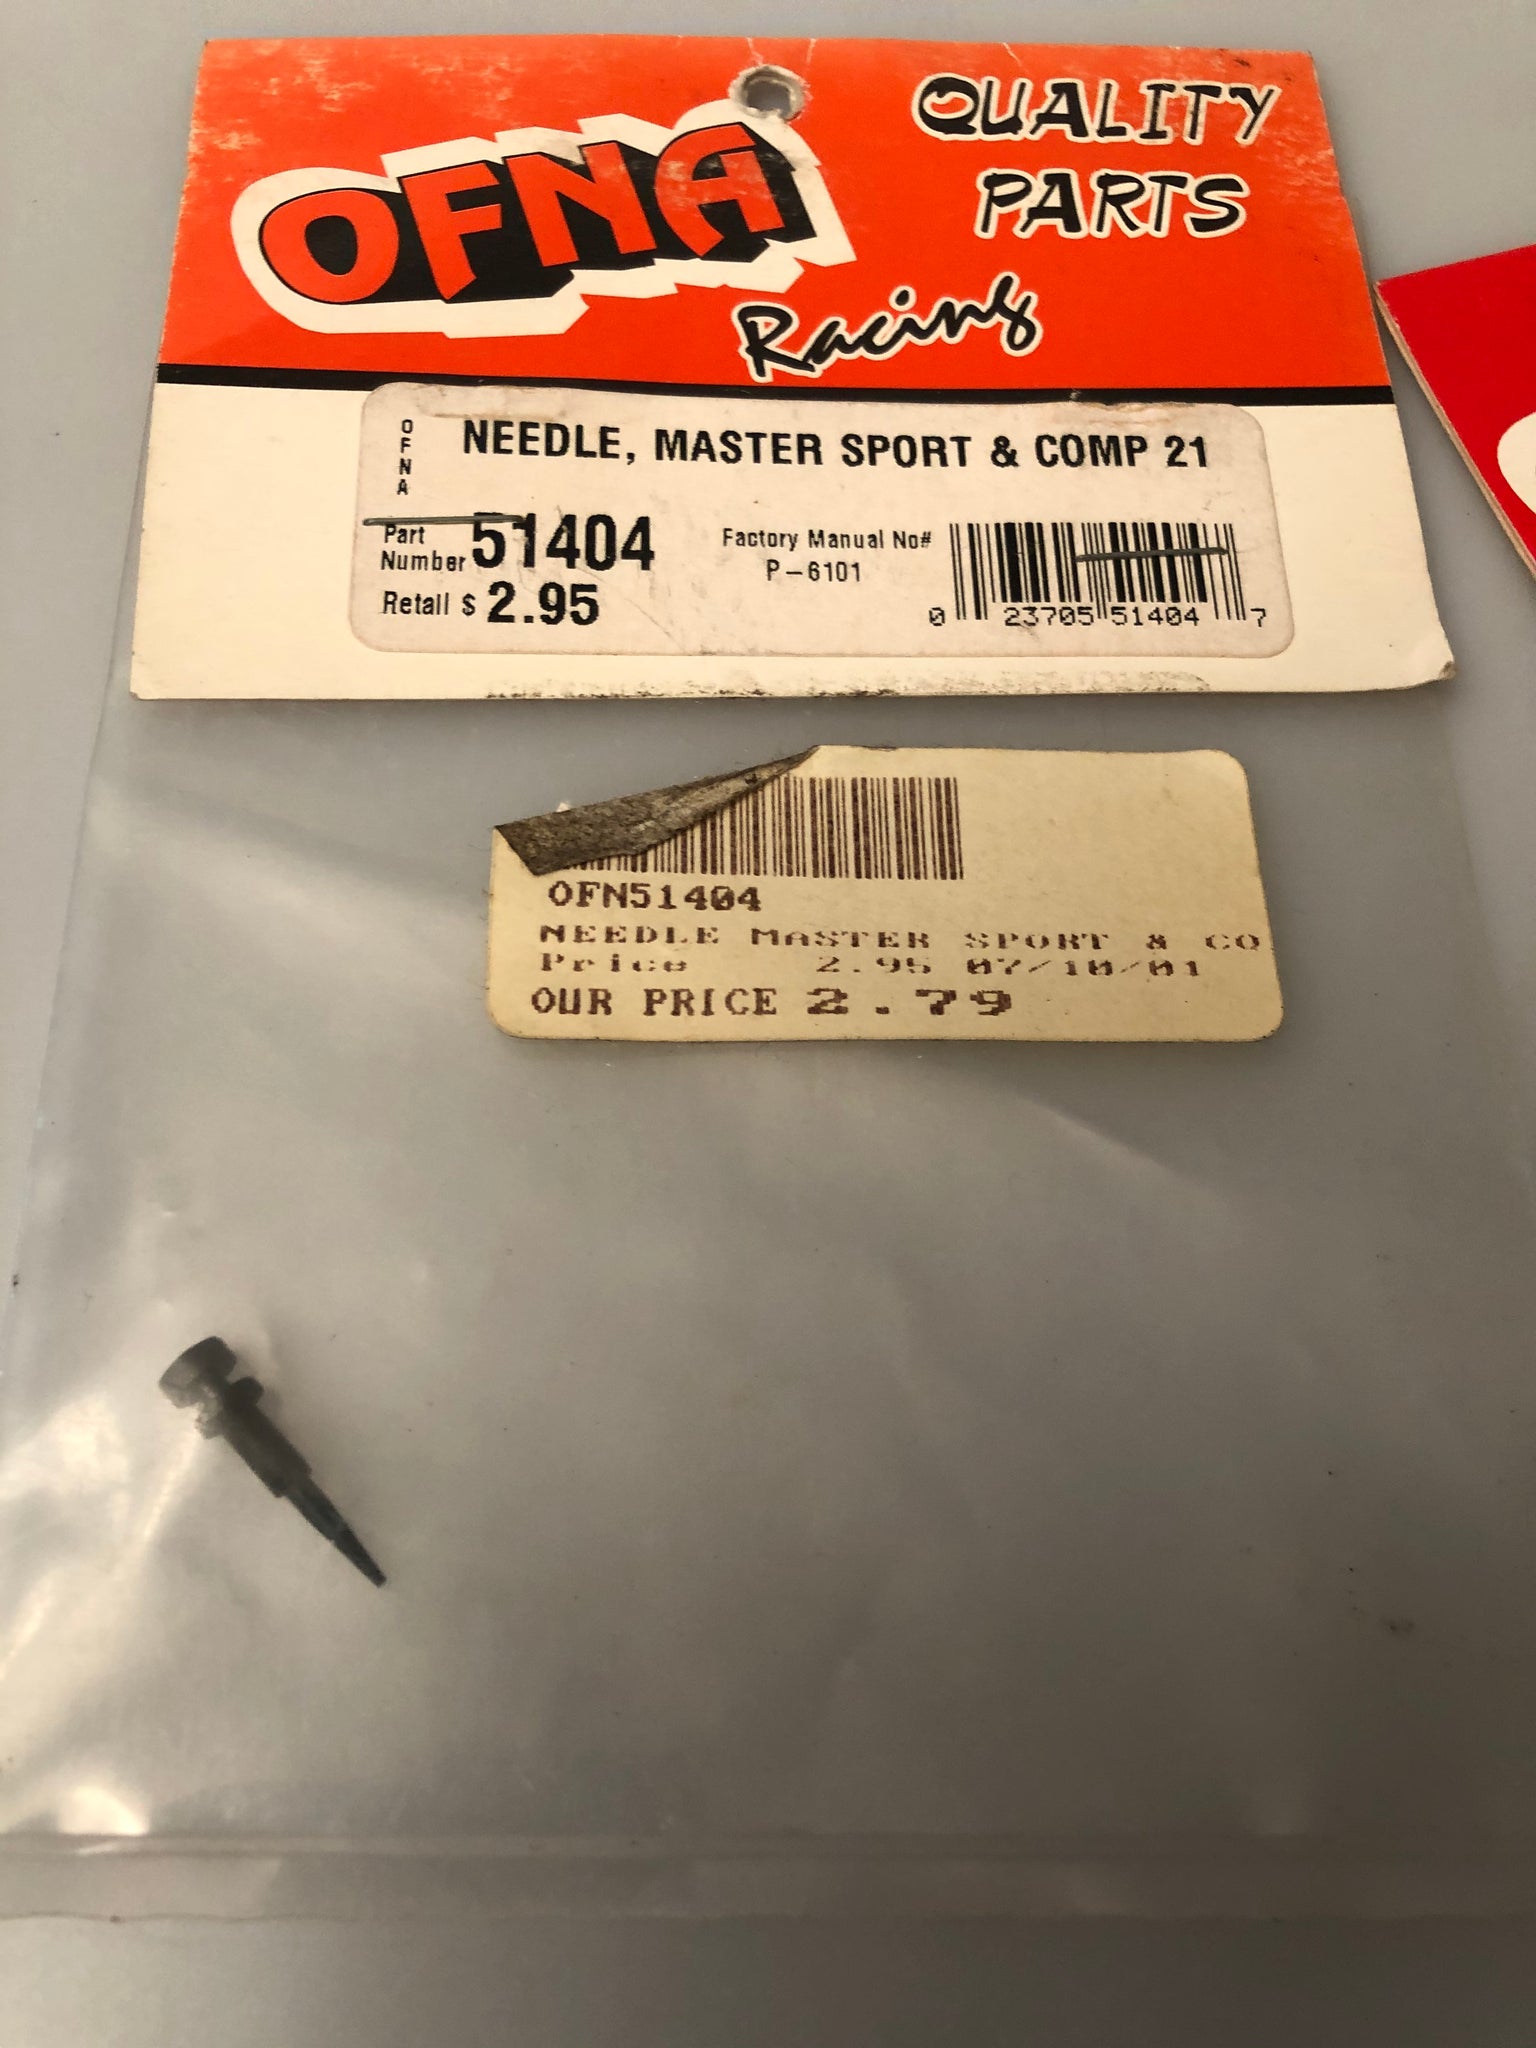 OFNA
Racing
QUALITY
PARTS
OFNA
NEEDLE, MASTER SPORT & COMP 21
Part
Number 51404
Retail $ 2.95
Factory Manual No#
P-6101
0 23705 51404 7
OFN51404
NEEDLE MASTER SPORT & CO
Price 2.95 07/10/01
OUR PRICE 2.79